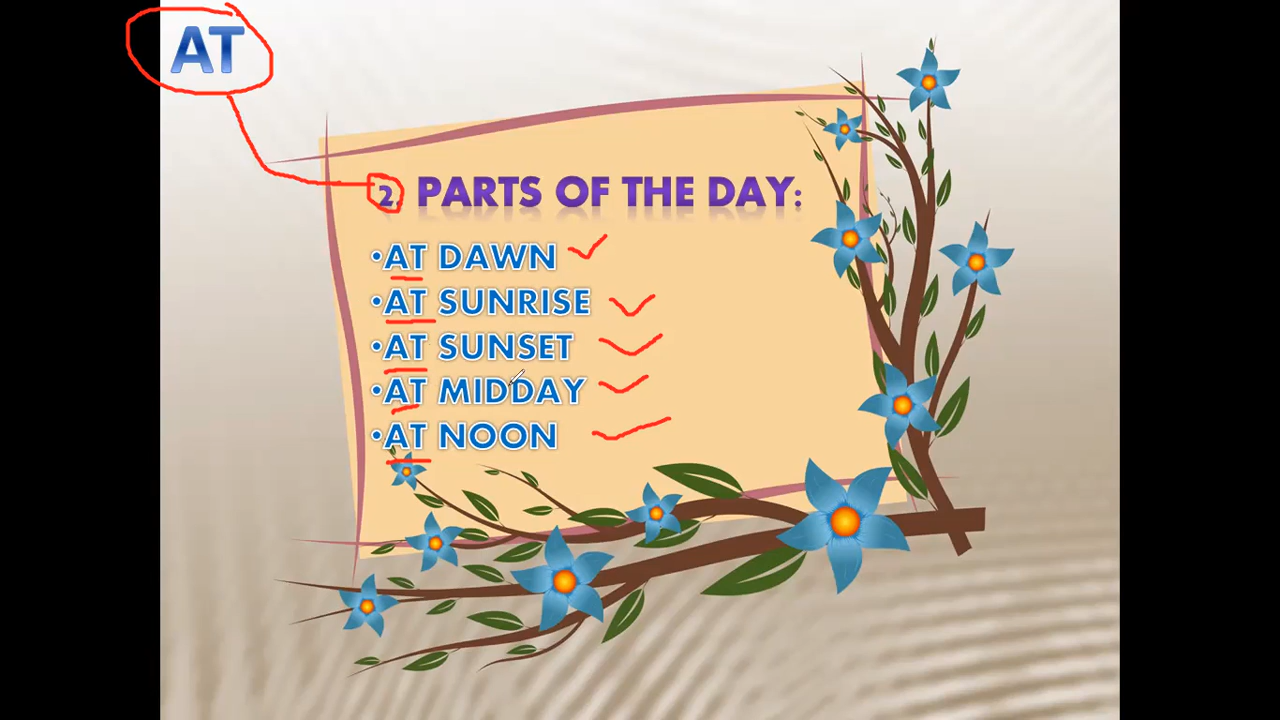 AT
2. PARTS OF THE DAY:
•AT DAWN
•AT SUNRISE
•AT SUNSET
•AT MIDDAY
•AT NOON